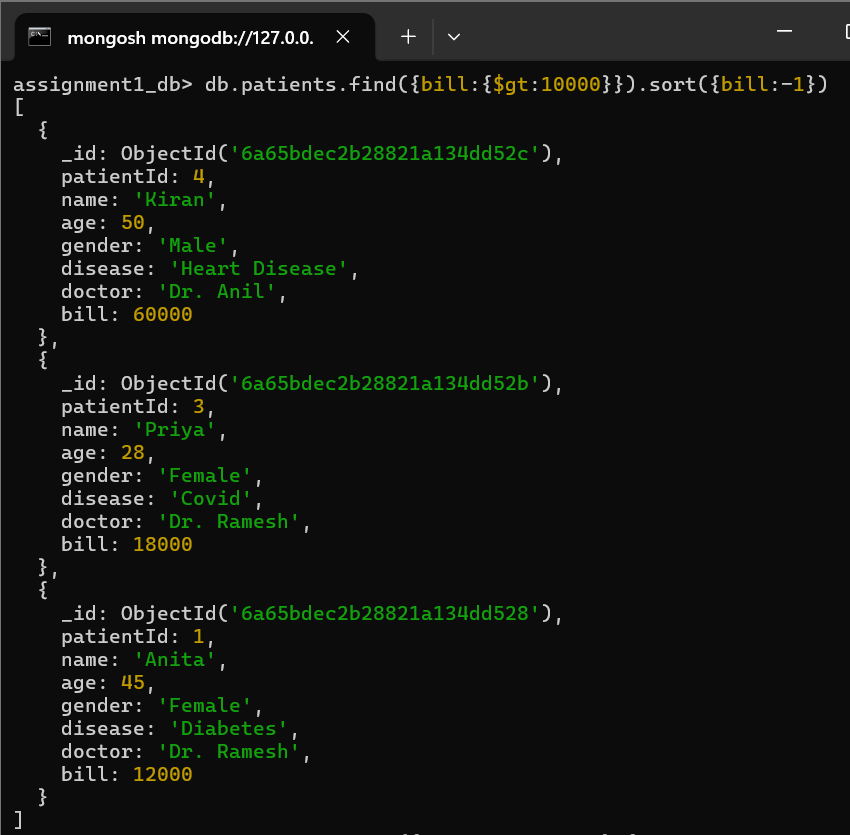 mongosh mongodb://127.0.0.
assignment1_db> db.patients.find({bill:{$gt:10000}}).sort({bill:-1})
[
  {
    _id: ObjectId('6a65bdec2b28821a134dd52c'),
    patientId: 4,
    name: 'Kiran',
    age: 50,
    gender: 'Male',
    disease: 'Heart Disease',
    doctor: 'Dr. Anil',
    bill: 60000
  },
  {
    _id: ObjectId('6a65bdec2b28821a134dd52b'),
    patientId: 3,
    name: 'Priya',
    age: 28,
    gender: 'Female',
    disease: 'Covid',
    doctor: 'Dr. Ramesh',
    bill: 18000
  },
  {
    _id: ObjectId('6a65bdec2b28821a134dd528'),
    patientId: 1,
    name: 'Anita',
    age: 45,
    gender: 'Female',
    disease: 'Diabetes',
    doctor: 'Dr. Ramesh',
    bill: 12000
  }
]